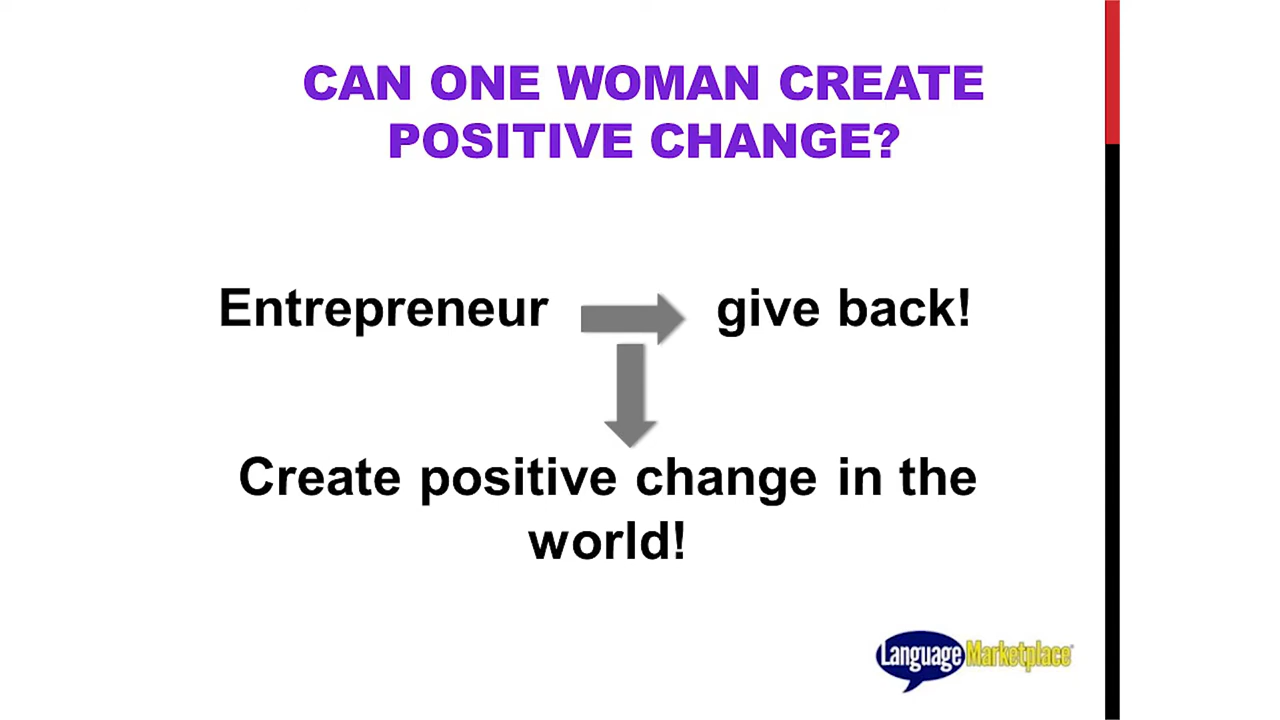 CAN ONE WOMAN CREATE
POSITIVE CHANGE?
Entrepreneur give back!
Create positive change in the
world!
Language Marketplace